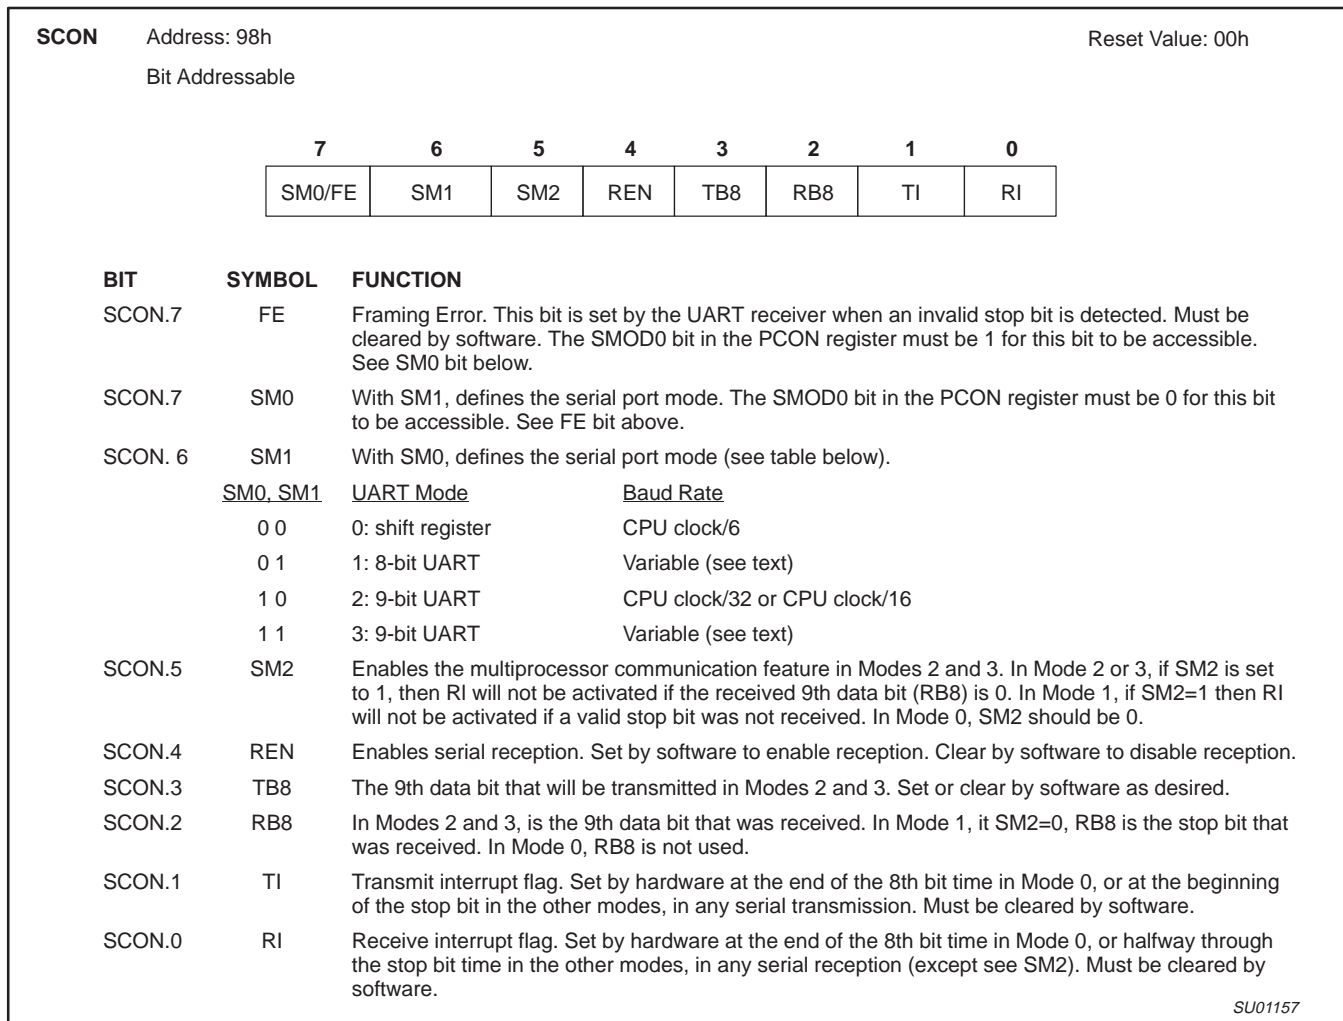 SCON Address: 98h Reset Value: 00h
Bit Addressable
7 6 5 4 3 2 1 0
SM0/FE SM1 SM2 REN TB8 RB8 TI RI
BIT SYMBOL FUNCTION
SCON.7 FE Framing Error. This bit is set by the UART receiver when an invalid stop bit is detected. Must be
cleared by software. The SMOD0 bit in the PCON register must be 1 for this bit to be accessible.
See SM0 bit below.
SCON.7 SM0 With SM1, defines the serial port mode. The SMOD0 bit in the PCON register must be 0 for this bit
to be accessible. See FE bit above.
SCON. 6 SM1 With SM0, defines the serial port mode (see table below).
SM0, SM1 UART Mode Baud Rate
0 0 0: shift register CPU clock/6
0 1 1: 8-bit UART Variable (see text)
1 0 2: 9-bit UART CPU clock/32 or CPU clock/16
1 1 3: 9-bit UART Variable (see text)
SCON.5 SM2 Enables the multiprocessor communication feature in Modes 2 and 3. In Mode 2 or 3, if SM2 is set
to 1, then RI will not be activated if the received 9th data bit (RB8) is 0. In Mode 1, if SM2=1 then RI
will not be activated if a valid stop bit was not received. In Mode 0, SM2 should be 0.
SCON.4 REN Enables serial reception. Set by software to enable reception. Clear by software to disable reception.
SCON.3 TB8 The 9th data bit that will be transmitted in Modes 2 and 3. Set or clear by software as desired.
SCON.2 RB8 In Modes 2 and 3, is the 9th data bit that was received. In Mode 1, it SM2=0, RB8 is the stop bit that
was received. In Mode 0, RB8 is not used.
SCON.1 TI Transmit interrupt flag. Set by hardware at the end of the 8th bit time in Mode 0, or at the beginning
of the stop bit in the other modes, in any serial transmission. Must be cleared by software.
SCON.0 RI Receive interrupt flag. Set by hardware at the end of the 8th bit time in Mode 0, or halfway through
the stop bit time in the other modes, in any serial reception (except see SM2). Must be cleared by
software.
SU01157